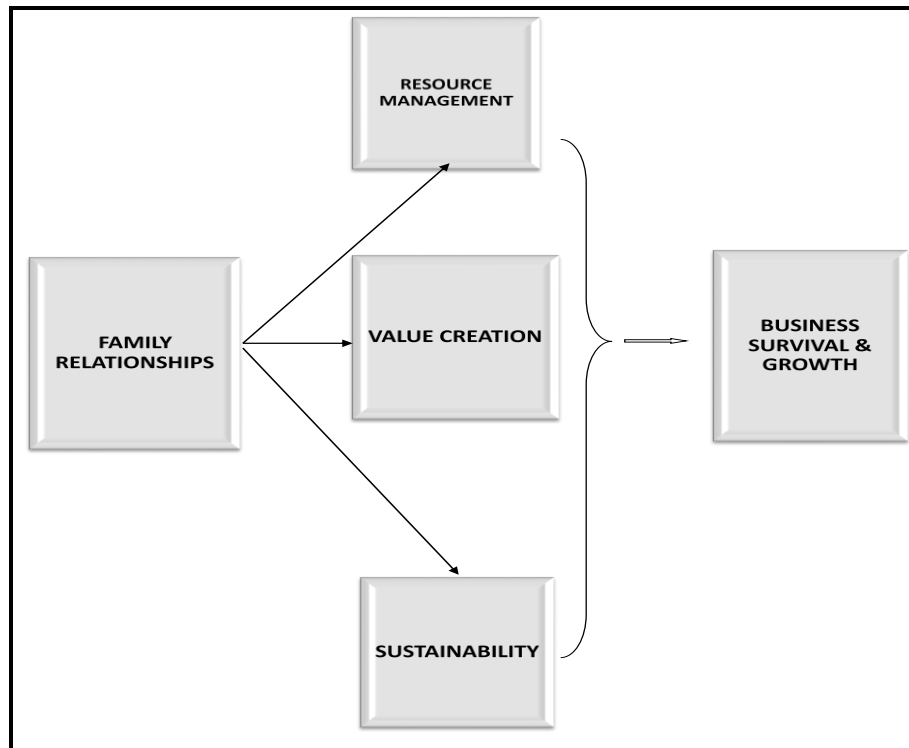 RESOURCE
MANAGEMENT
FAMILY
RELATIONSHIPS
VALUE CREATION
SUSTAINABILITY
BUSINESS
SURVIVAL &
GROWTH